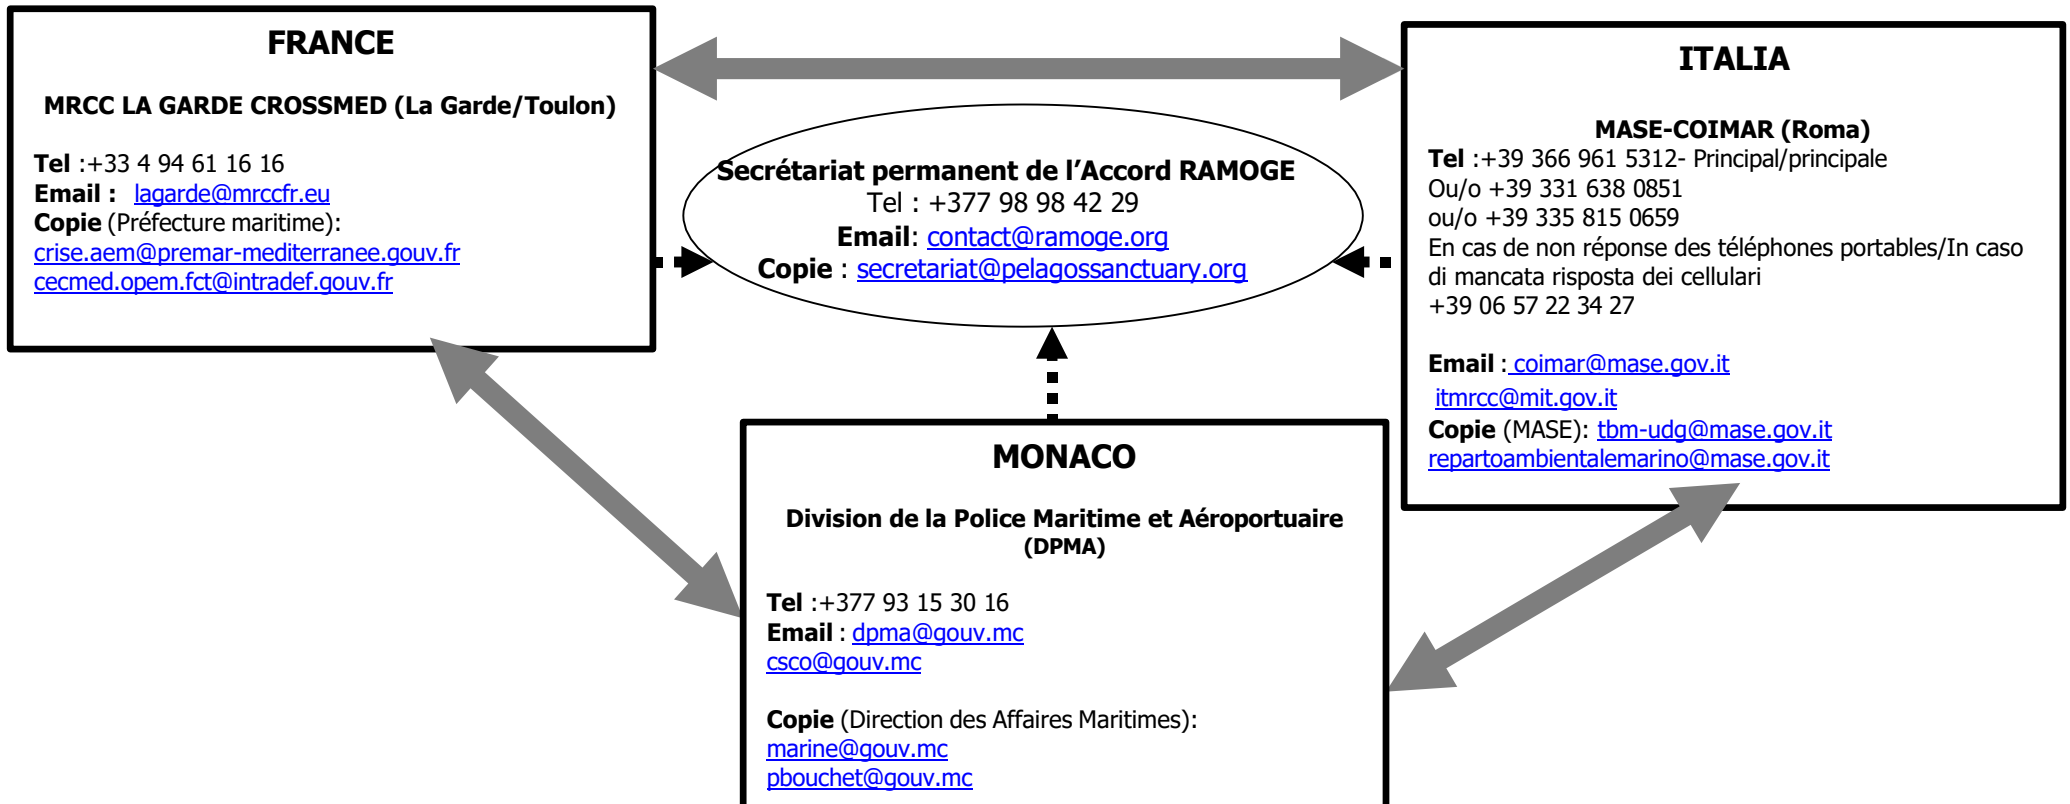 FRANCE
MRCC LA GARDE CROSSMED (La Garde/Toulon)
Tel :+33 4 94 61 16 16
Email : lagarde@mrccfr.eu
Copie (Préfecture maritime):
crise.aem@premar-mediterranee.gouv.fr
cecmed.opem.fct@intradef.gouv.fr
Secrétariat permanent de l’Accord RAMOGE
Tel : +377 98 98 42 29
Email: contact@ramoge.org
Copie : secretariat@pelagossanctuary.org
ITALIA
MASE-COIMAR (Roma)
Tel :+39 366 961 5312- Principal/principale
Ou/o +39 331 638 0851
ou/o +39 335 815 0659
En cas de non réponse des téléphones portables/In caso
di mancata risposta dei cellulari
+39 06 57 22 34 27
Email : coimar@mase.gov.it
itmrcc@mit.gov.it
Copie (MASE): tbm-udg@mase.gov.it
repartoambientalemarino@mase.gov.it
MONACO
Division de la Police Maritime et Aéroportuaire
(DPMA)
Tel :+377 93 15 30 16
Email : dpma@gouv.mc
csco@gouv.mc
Copie (Direction des Affaires Maritimes):
marine@gouv.mc
pbouchet@gouv.mc